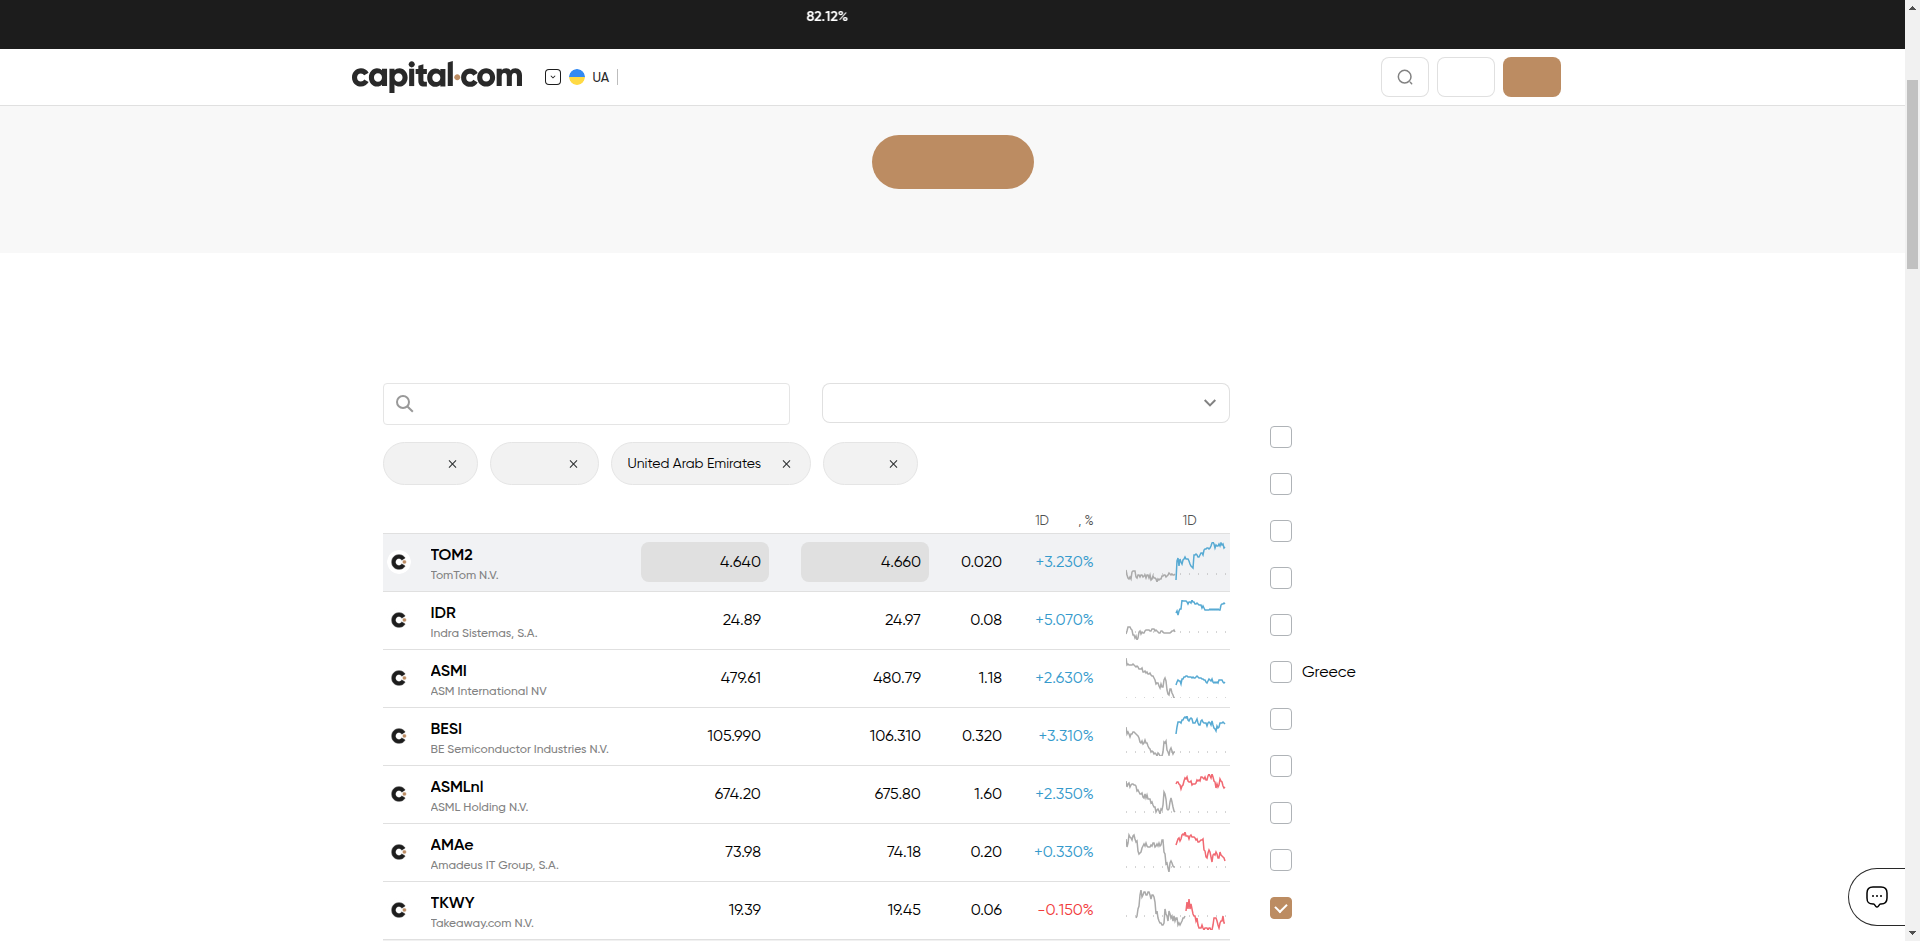 82.12%
capital.com
UA
United Arab Emirates
1D , % 1D
TOM2
TomTom N.V.
4.640 4.660 0.020 +3.230%
IDR
Indra Sistemas, S.A.
24.89 24.97 0.08 +5.070%
ASMI
ASM International NV
479.61 480.79 1.18 +2.630%
BESI
BE Semiconductor Industries N.V.
105.990 106.310 0.320 +3.310%
ASMLnl
ASML Holding N.V.
674.20 675.80 1.60 +2.350%
AMAe
Amadeus IT Group, S.A.
73.98 74.18 0.20 +0.330%
TKWY
Takeaway.com N.V.
19.39 19.45 0.06 -0.150%
Greece